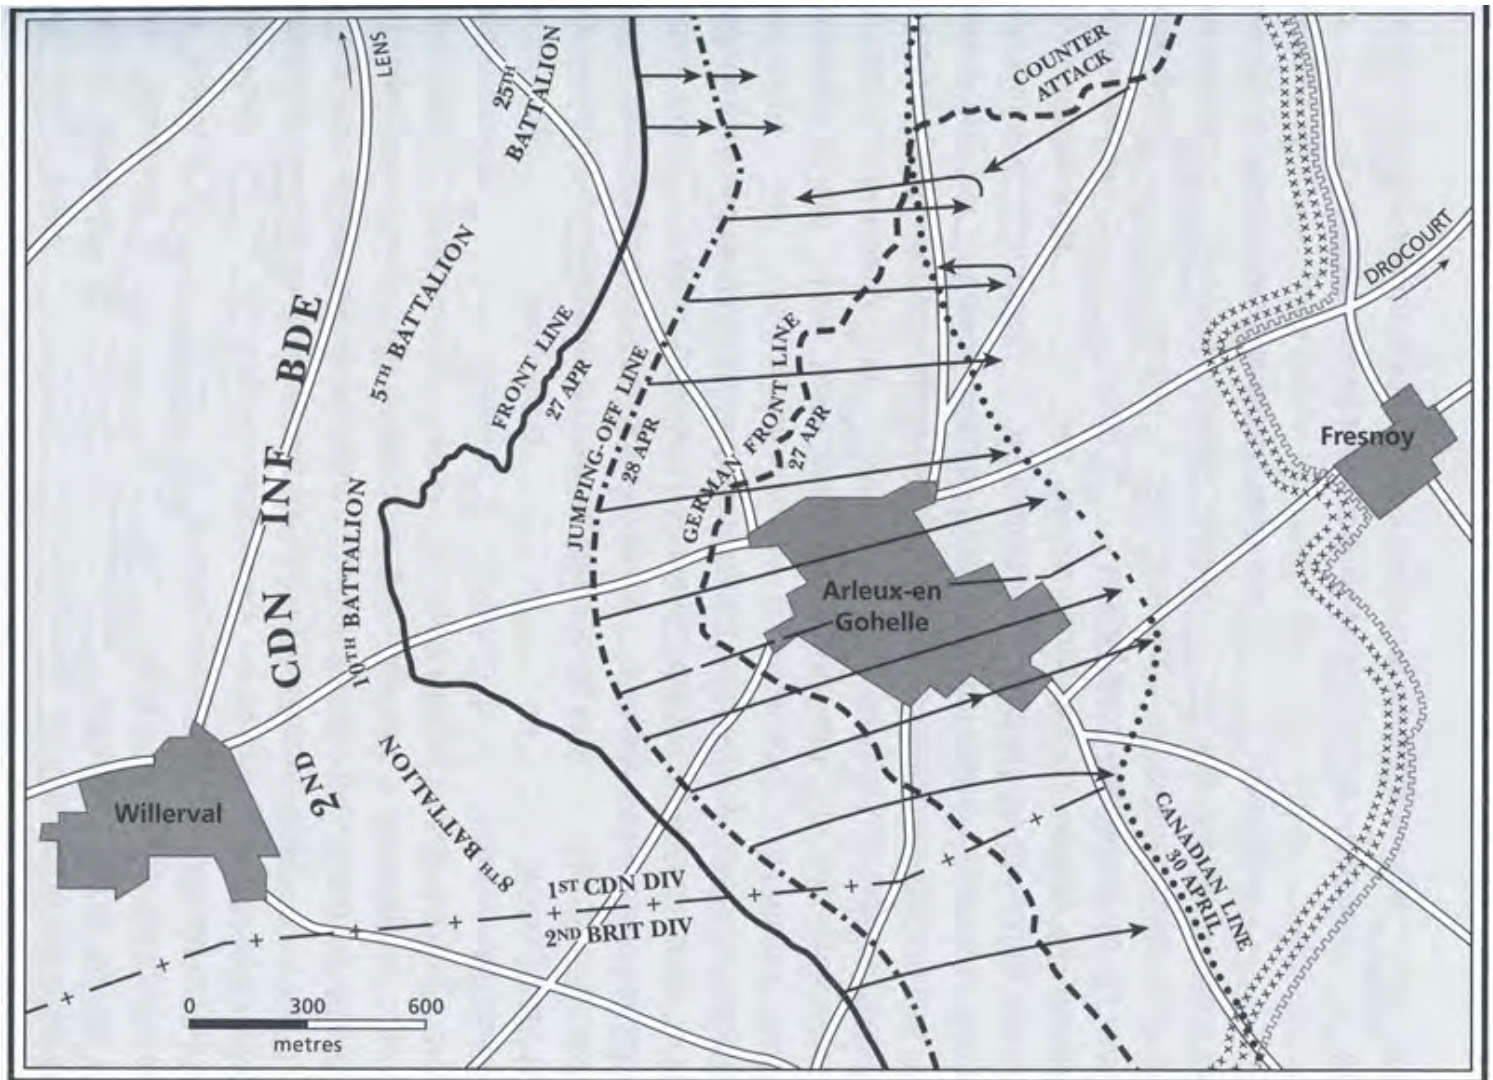 LENS
25TH
BATTALION
COUNTER
ATTACK
5TH BATTALION
DROCOURT
2ND CDN INF BDE
FRONT LINE
27 APR
JUMPING-OFF LINE
28 APR
GERMAN FRONT LINE
27 APR
Fresnoy
10TH BATTALION
Arleux-en
Gohelle
8TH BATTALION
Willerval
CANADIAN LINE
30 APRIL
1ST CDN DIV
2ND BRIT DIV
0 300 600
metres